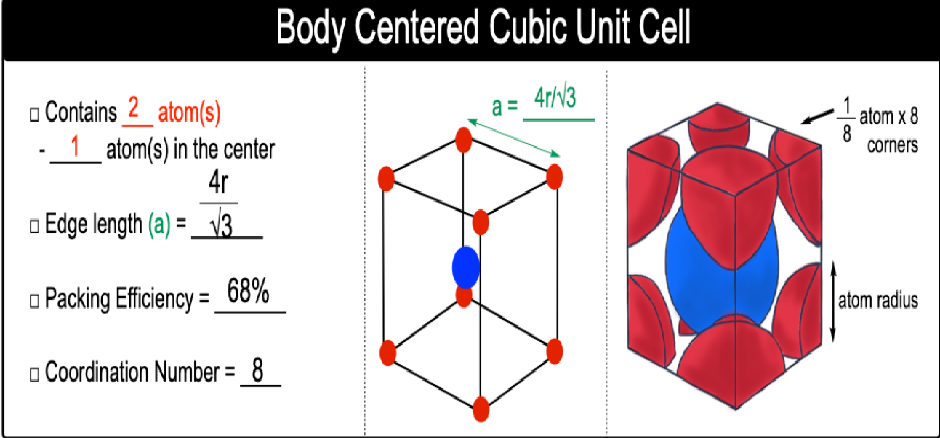 Body Centered Cubic Unit Cell
□ Contains 2 atom(s)
- 1 atom(s) in the center
□ Edge length (a) = 4r/√3
□ Packing Efficiency = 68%
□ Coordination Number = 8
a = 4r/√3
1/8 atom x 8
corners
atom radius